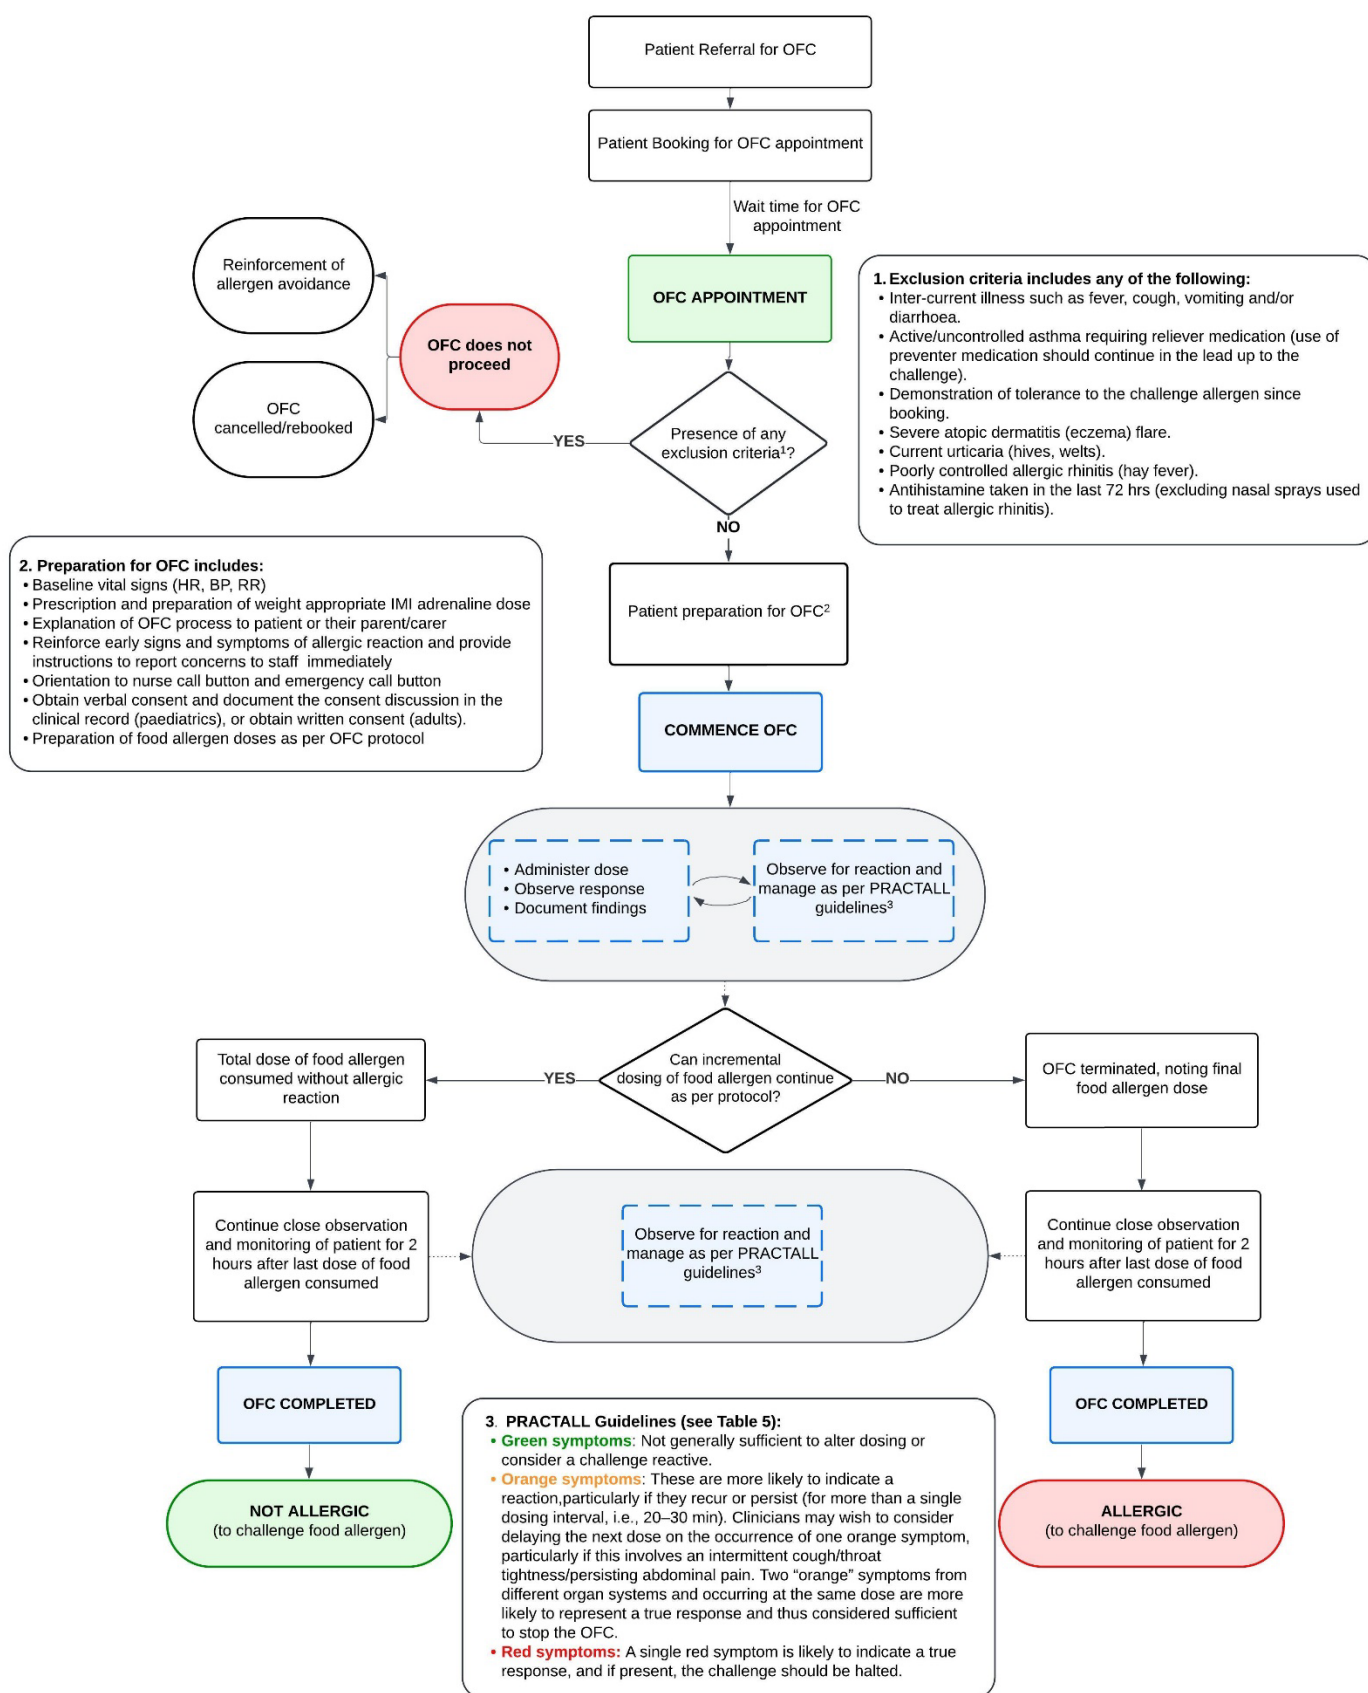 Patient Referral for OFC
Patient Booking for OFC appointment
Wait time for OFC
appointment
OFC APPOINTMENT
Reinforcement of
allergen avoidance
OFC does not
proceed
OFC
cancelled/rebooked
YES
Presence of any
exclusion criteria¹?
NO
1. Exclusion criteria includes any of the following:
• Inter-current illness such as fever, cough, vomiting and/or
diarrhoea.
• Active/uncontrolled asthma requiring reliever medication (use of
preventer medication should continue in the lead up to the
challenge).
• Demonstration of tolerance to the challenge allergen since
booking.
• Severe atopic dermatitis (eczema) flare.
• Current urticaria (hives, welts).
• Poorly controlled allergic rhinitis (hay fever).
• Antihistamine taken in the last 72 hrs (excluding nasal sprays used
to treat allergic rhinitis).
2. Preparation for OFC includes:
• Baseline vital signs (HR, BP, RR)
• Prescription and preparation of weight appropriate IMI adrenaline dose
• Explanation of OFC process to patient or their parent/carer
• Reinforce early signs and symptoms of allergic reaction and provide
instructions to report concerns to staff immediately
• Orientation to nurse call button and emergency call button
• Obtain verbal consent and document the consent discussion in the
clinical record (paediatrics), or obtain written consent (adults).
• Preparation of food allergen doses as per OFC protocol
Patient preparation for OFC²
COMMENCE OFC
• Administer dose
• Observe response
• Document findings
Observe for reaction and
manage as per PRACTALL
guidelines³
Can incremental
dosing of food allergen continue
as per protocol?
YES
NO
Total dose of food allergen
consumed without allergic
reaction
OFC terminated, noting final
food allergen dose
Continue close observation
and monitoring of patient for 2
hours after last dose of food
allergen consumed
Observe for reaction and
manage as per PRACTALL
guidelines³
Continue close observation
and monitoring of patient for 2
hours after last dose of food
allergen consumed
OFC COMPLETED
OFC COMPLETED
NOT ALLERGIC
(to challenge food allergen)
ALLERGIC
(to challenge food allergen)
3. PRACTALL Guidelines (see Table 5):
• Green symptoms: Not generally sufficient to alter dosing or
consider a challenge reactive.
• Orange symptoms: These are more likely to indicate a
reaction,particularly if they recur or persist (for more than a single
dosing interval, i.e., 20–30 min). Clinicians may wish to consider
delaying the next dose on the occurrence of one orange symptom,
particularly if this involves an intermittent cough/throat
tightness/persisting abdominal pain. Two “orange” symptoms from
different organ systems and occurring at the same dose are more
likely to represent a true response and thus considered sufficient
to stop the OFC.
• Red symptoms: A single red symptom is likely to indicate a true
response, and if present, the challenge should be halted.